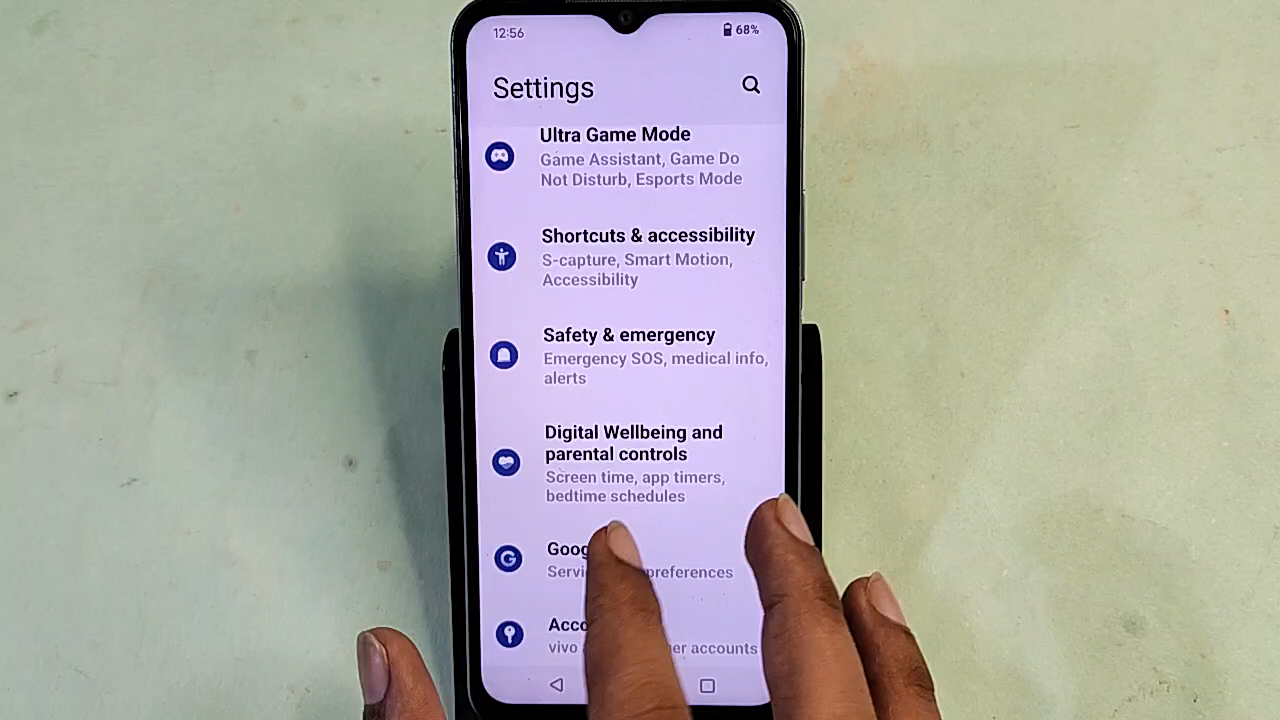 12:56
68%
Settings
Ultra Game Mode
Game Assistant, Game Do
Not Disturb, Esports Mode
Shortcuts & accessibility
S-capture, Smart Motion,
Accessibility
Safety & emergency
Emergency SOS, medical info,
alerts
Digital Wellbeing and
parental controls
Screen time, app timers,
bedtime schedules
preferences
vivo
accounts